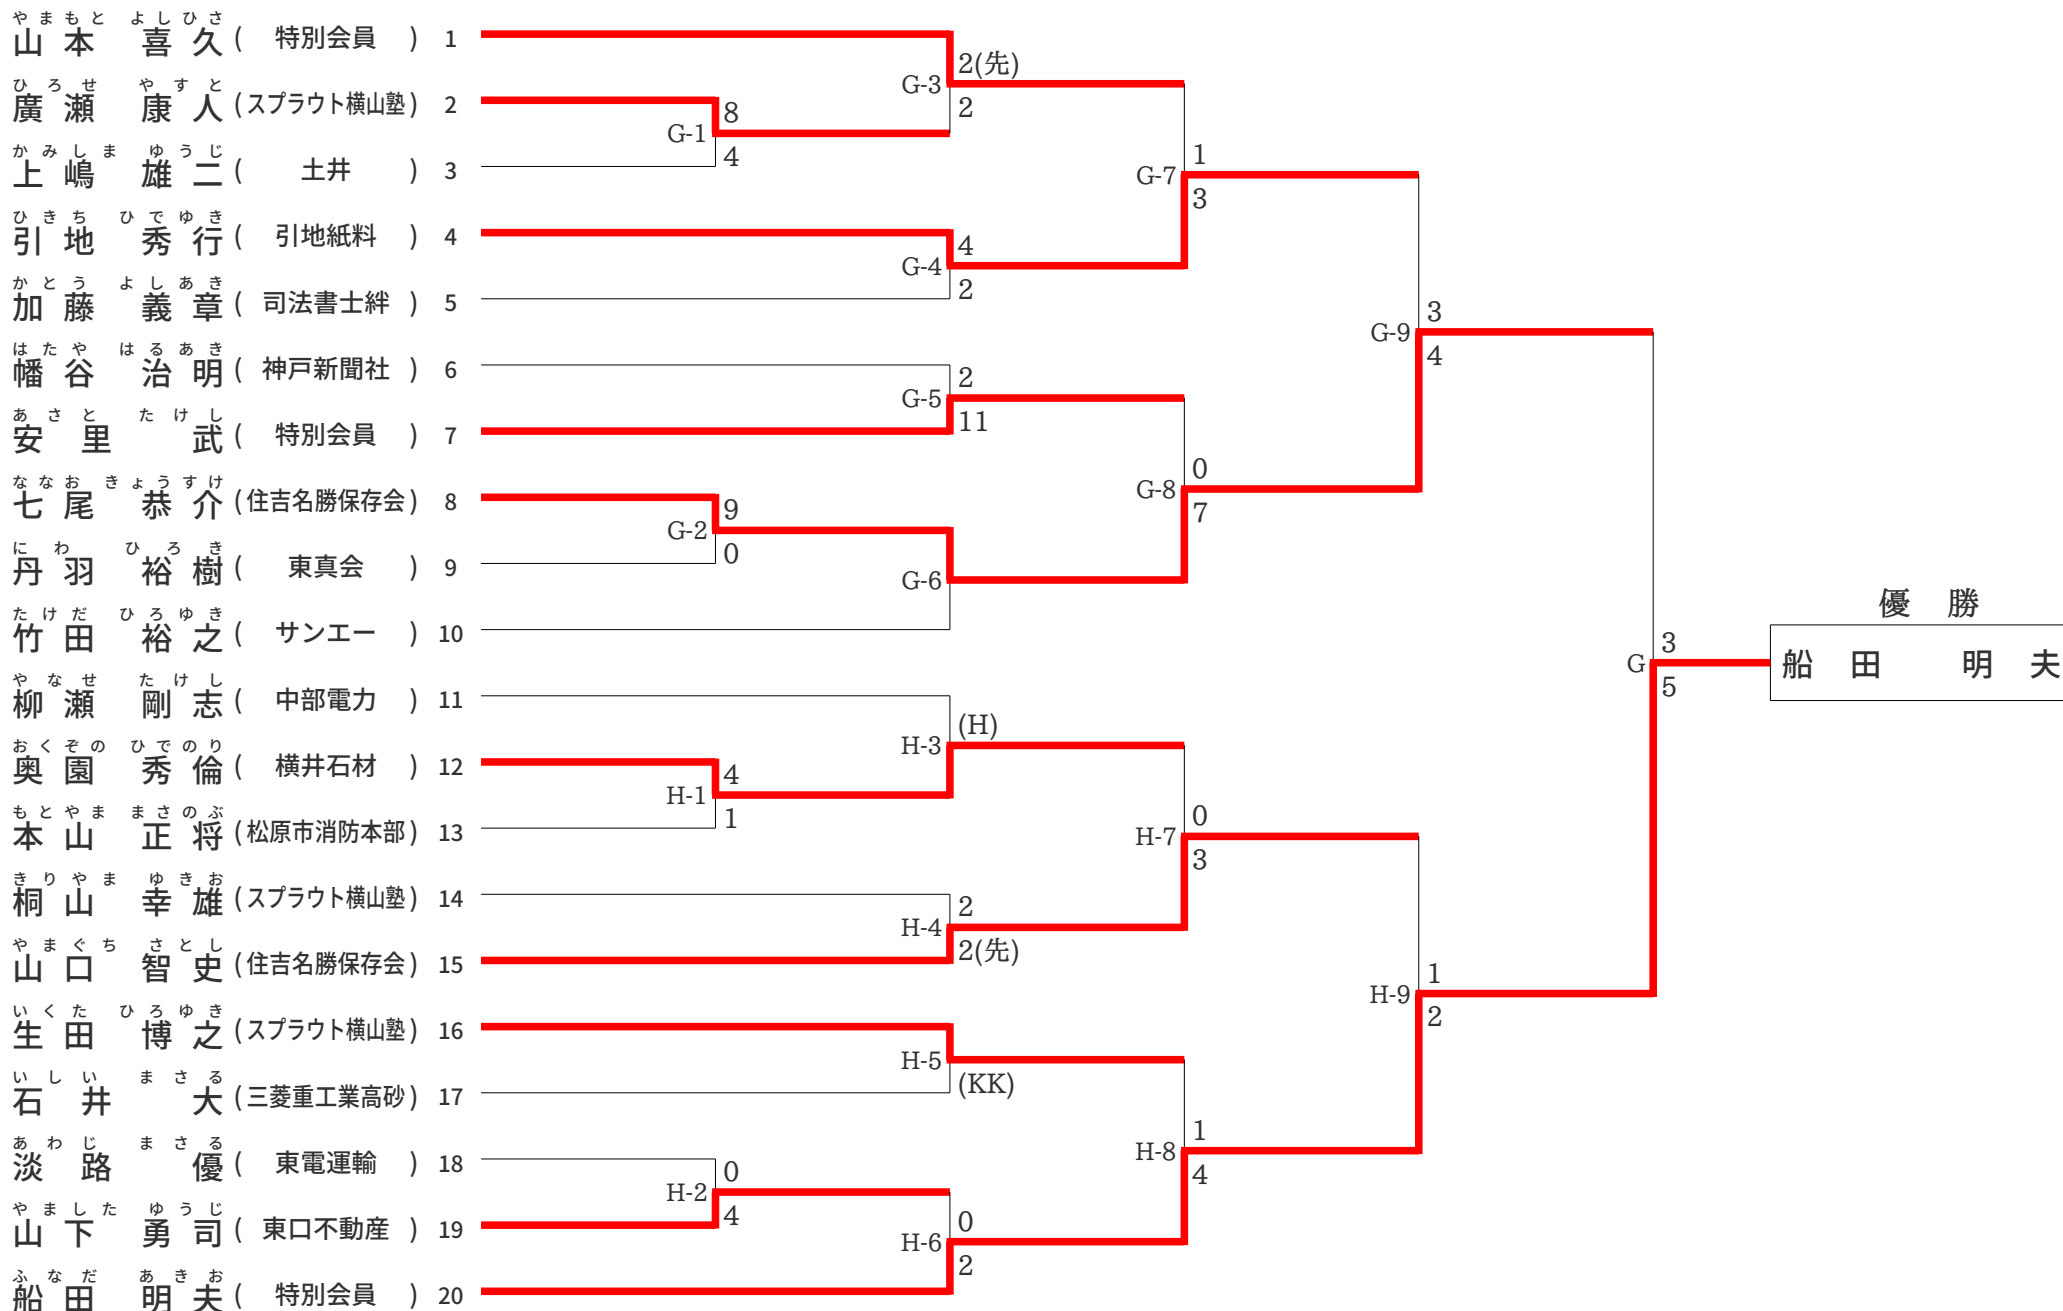 やまもと よしひさ
山本 喜久 ( 特別会員 ) 1
ひろせ やすと
廣瀬 康人 (スプラウト横山塾) 2
かみしま ゆうじ
上嶋 雄二 ( 土井 ) 3
ひきち ひでゆき
引地 秀行 ( 引地紙料 ) 4
かとう よしあき
加藤 義章 ( 司法書士絆 ) 5
はたや はるあき
幡谷 治明 ( 神戸新聞社 ) 6
あさと たけし
安里 武 ( 特別会員 ) 7
ななお きょうすけ
七尾 恭介 (住吉名勝保存会) 8
にわ ひろき
丹羽 裕樹 ( 東真会 ) 9
たけだ ひろゆき
竹田 裕之 ( サンエー ) 10
やなせ たけし
柳瀬 剛志 ( 中部電力 ) 11
おくぞの ひでのり
奥園 秀倫 ( 横井石材 ) 12
もとやま まさのぶ
本山 正将 (松原市消防本部) 13
きりやま ゆきお
桐山 幸雄 (スプラウト横山塾) 14
やまぐち さとし
山口 智史 (住吉名勝保存会) 15
いくた ひろゆき
生田 博之 (スプラウト横山塾) 16
いしい まさる
石井 大 (三菱重工業高砂) 17
あわじ まさる
淡路 優 ( 東電運輸 ) 18
やました ゆうじ
山下 勇司 ( 東口不動産 ) 19
ふなだ あきお
船田 明夫 ( 特別会員 ) 20
8
G-1
4
9
G-2
0
4
H-1
1
0
H-2
4
2(先)
G-3
2
4
G-4
2
2
G-5
11
G-6
(H)
H-3
2
H-4
2(先)
H-5
(KK)
0
H-6
2
1
G-7
3
0
G-8
7
0
H-7
3
1
H-8
4
3
G-9
4
1
H-9
2
3
G
5
優 勝
船田 明夫